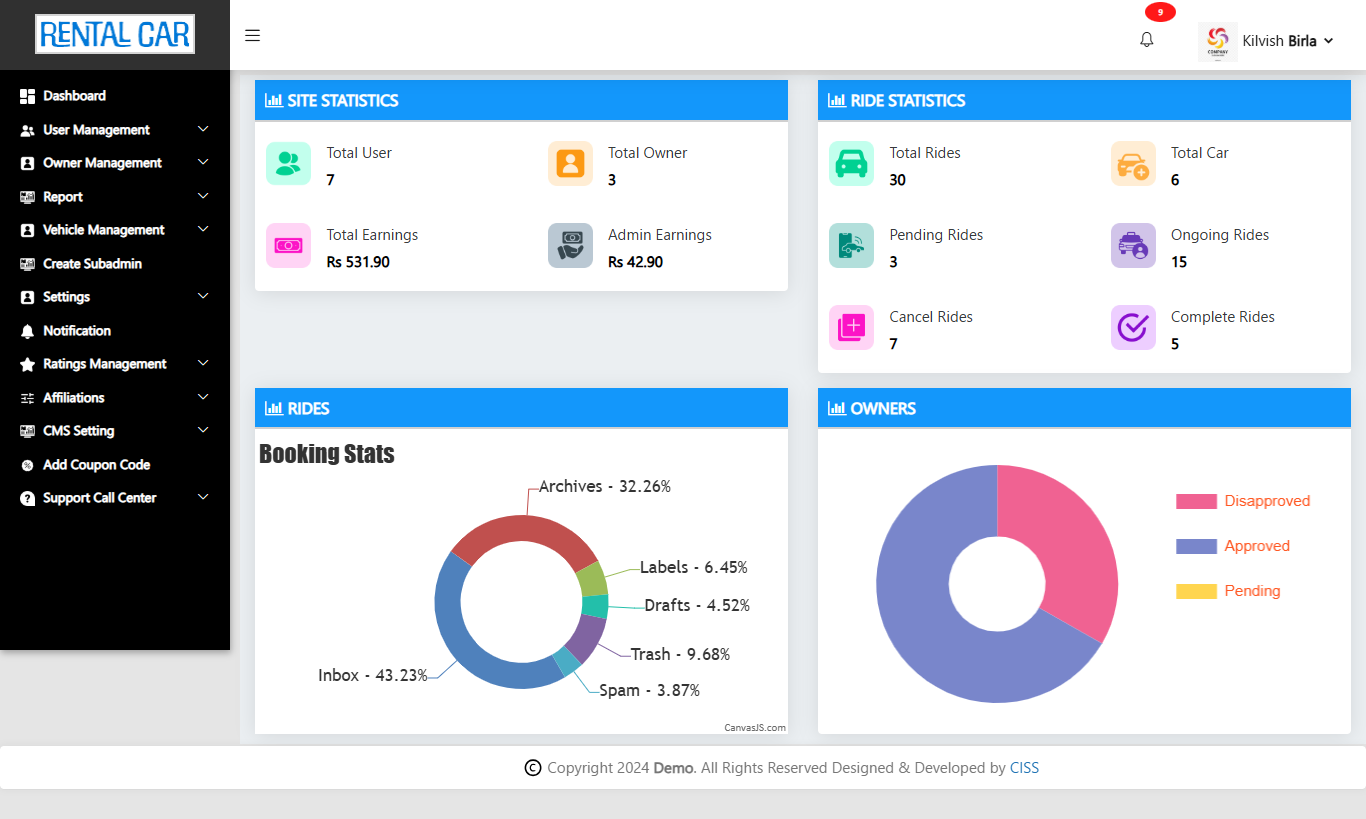 RENTAL CAR
9
COMPANY
Kilvish Birla
Dashboard
User Management
Owner Management
Report
Vehicle Management
Create Subadmin
Settings
Notification
Ratings Management
Affiliations
CMS Setting
Add Coupon Code
Support Call Center
SITE STATISTICS
Total User
7
Total Owner
3
Total Earnings
Rs 531.90
Admin Earnings
Rs 42.90
RIDE STATISTICS
Total Rides
30
Total Car
6
Pending Rides
3
Ongoing Rides
15
Cancel Rides
7
Complete Rides
5
RIDES
Booking Stats
Archives - 32.26%
Labels - 6.45%
Drafts - 4.52%
Trash - 9.68%
Spam - 3.87%
Inbox - 43.23%
CanvasJS.com
OWNERS
Disapproved
Approved
Pending
© Copyright 2024 Demo. All Rights Reserved Designed & Developed by CISS